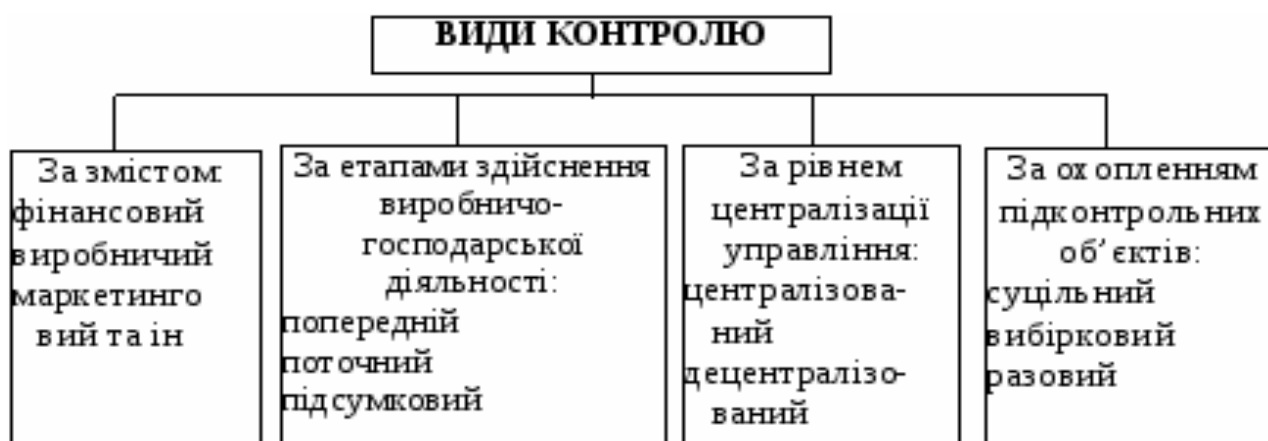 ВИДИ КОНТРОЛЮ
За змістом:
фінансовий
виробничий
маркетинго
вий та ін
За етапами здійснення
виробничо-
господарської
діяльності:
попередній
поточний
підсумковий
За рівнем
централізації
управління:
централізова-
ний
децентралізо-
ваний
За охопленням
підконтрольних
об’єктів:
суцільний
вибірковий
разовий